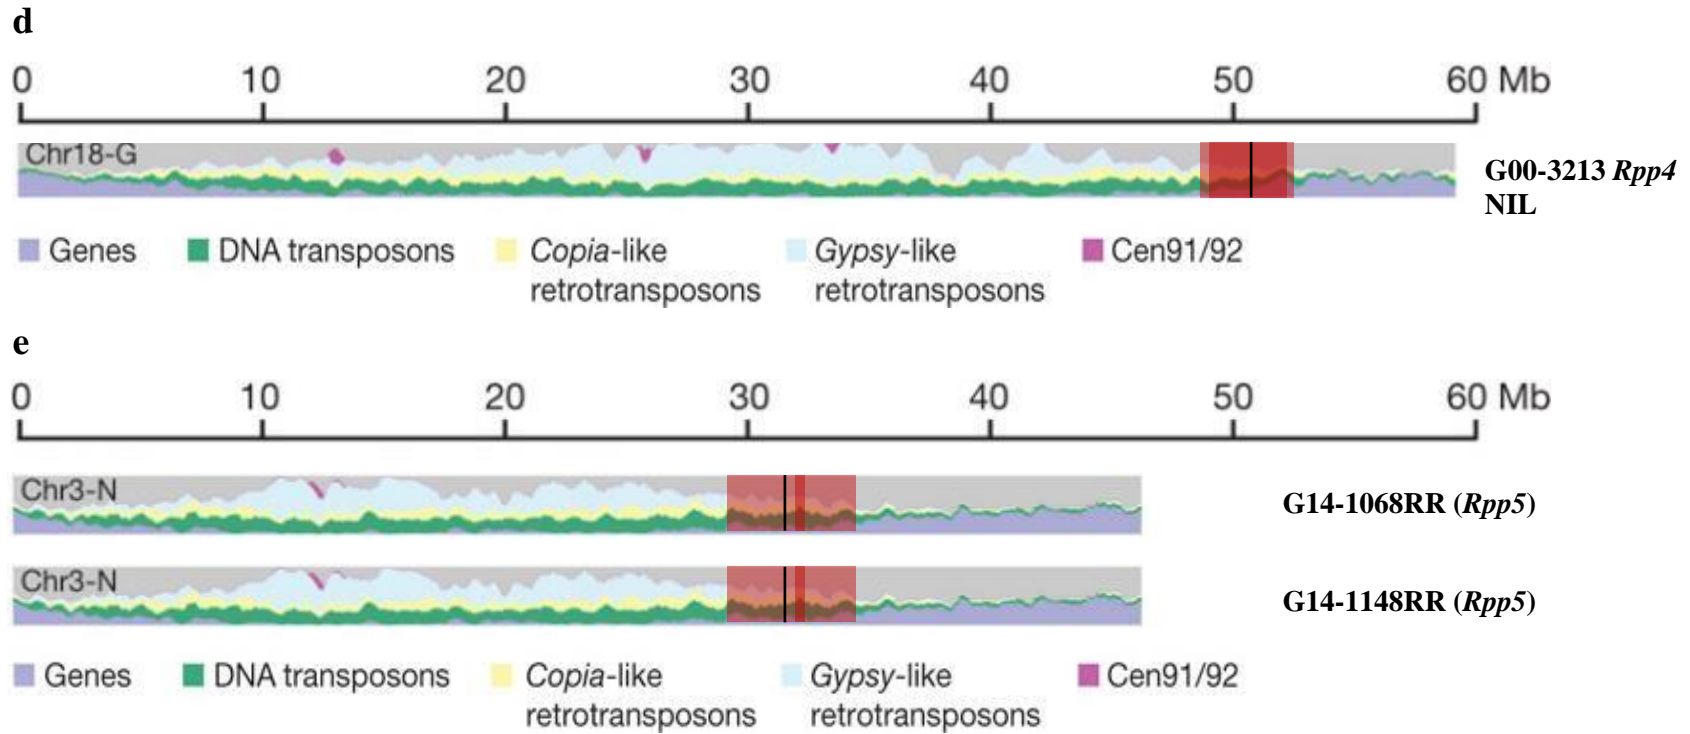 d
0 10 20 30 40 50 60 Mb
Chr18-G
G00-3213 Rpp4
NIL
Genes DNA transposons Copia-like Gypsy-like Cen91/92
retrotransposons retrotransposons
e
0 10 20 30 40 50 60 Mb
Chr3-N
G14-1068RR (Rpp5)
Chr3-N
G14-1148RR (Rpp5)
Genes DNA transposons Copia-like Gypsy-like Cen91/92
retrotransposons retrotransposons